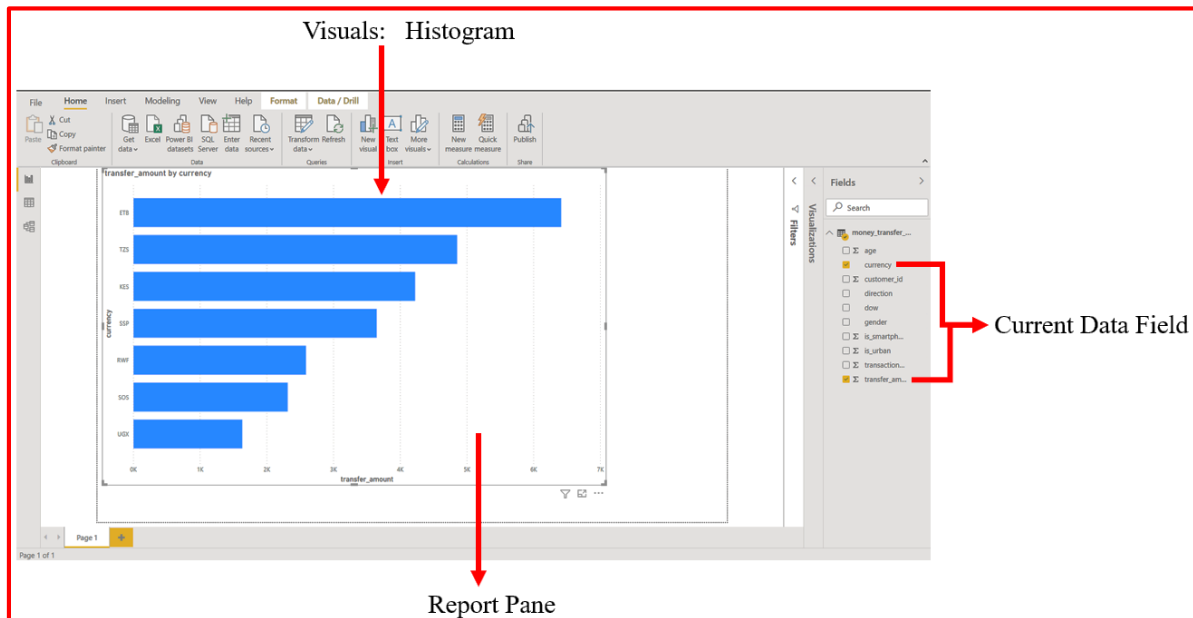 Visuals:   Histogram
File Home Insert Modeling View Help Format Data / Drill
Paste
Cut
Copy
Format painter
Clipboard
Get data
Excel
Power BI datasets
SQL Server
Enter data
Recent sources
Data
Transform data
Refresh
Queries
New visual
Text box
More visuals
Insert
New measure
Quick measure
Calculations
Publish
Share
transfer_amount by currency
currency
ETB
TZS
KES
SSP
RWF
SOS
UGX
0K 1K 2K 3K 4K 5K 6K 7K
transfer_amount
Filters
Visualizations
Fields
Search
money_transfer_...
age
currency
customer_id
direction
dow
gender
is_smartph...
is_urban
transaction...
transfer_am...
Current Data Field
Page 1
Page 1 of 1
Report Pane